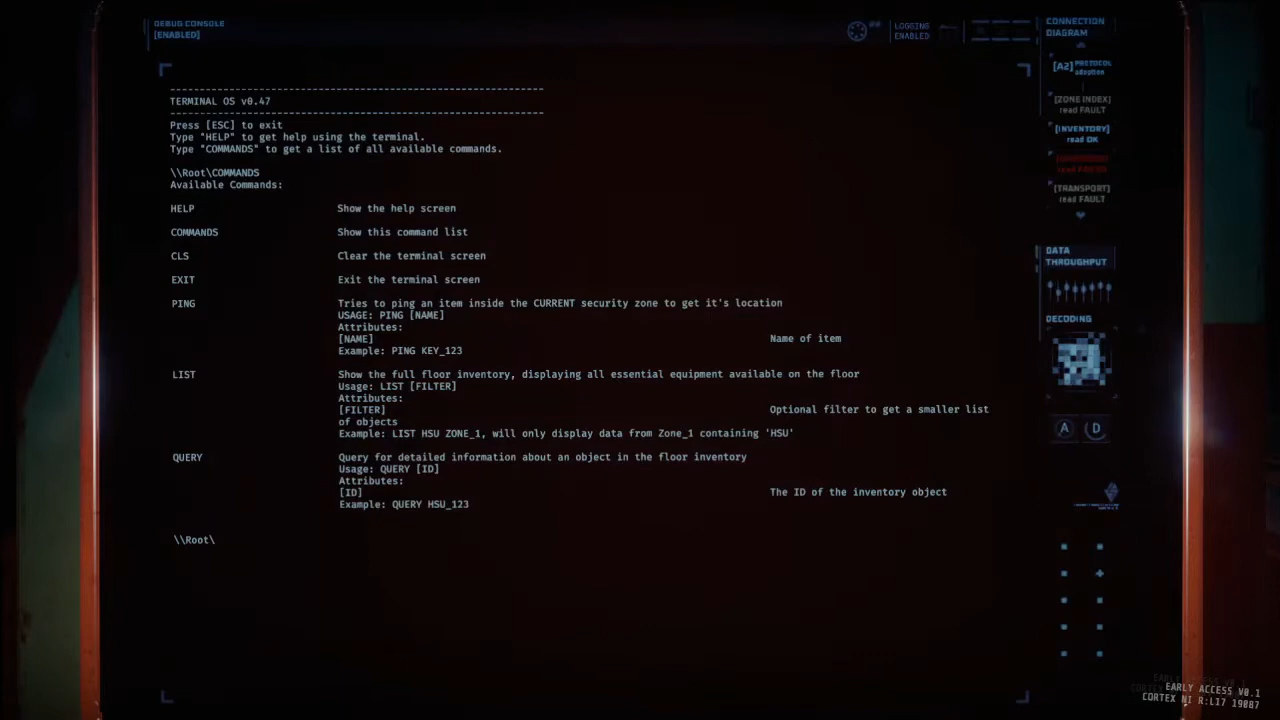 DEBUG CONSOLE
[ENABLED]
LOGGING
ENABLED
CONNECTION
DIAGRAM
[A2] PROTOCOL
adoption
[ZONE INDEX]
read FAULT
[INVENTORY]
read OK
[TRANSPORT]
read FAULT
DATA
THROUGHPUT
DECODING
A D
---------------------------------------------------------------
TERMINAL OS v0.47
---------------------------------------------------------------
Press [ESC] to exit
Type "HELP" to get help using the terminal.
Type "COMMANDS" to get a list of all available commands.
\\Root\COMMANDS
Available Commands:
HELP Show the help screen
COMMANDS Show this command list
CLS Clear the terminal screen
EXIT Exit the terminal screen
PING Tries to ping an item inside the CURRENT security zone to get it's location
USAGE: PING [NAME]
Attributes:
[NAME] Name of item
Example: PING KEY_123
LIST Show the full floor inventory, displaying all essential equipment available on the floor
Usage: LIST [FILTER]
Attributes:
[FILTER] Optional filter to get a smaller list
of objects
Example: LIST HSU ZONE_1, will only display data from Zone_1 containing 'HSU'
QUERY Query for detailed information about an object in the floor inventory
Usage: QUERY [ID]
Attributes:
[ID] The ID of the inventory object
Example: QUERY HSU_123
\\Root\
EARLY ACCESS V0.1
CORTEX NI R:L17 19087